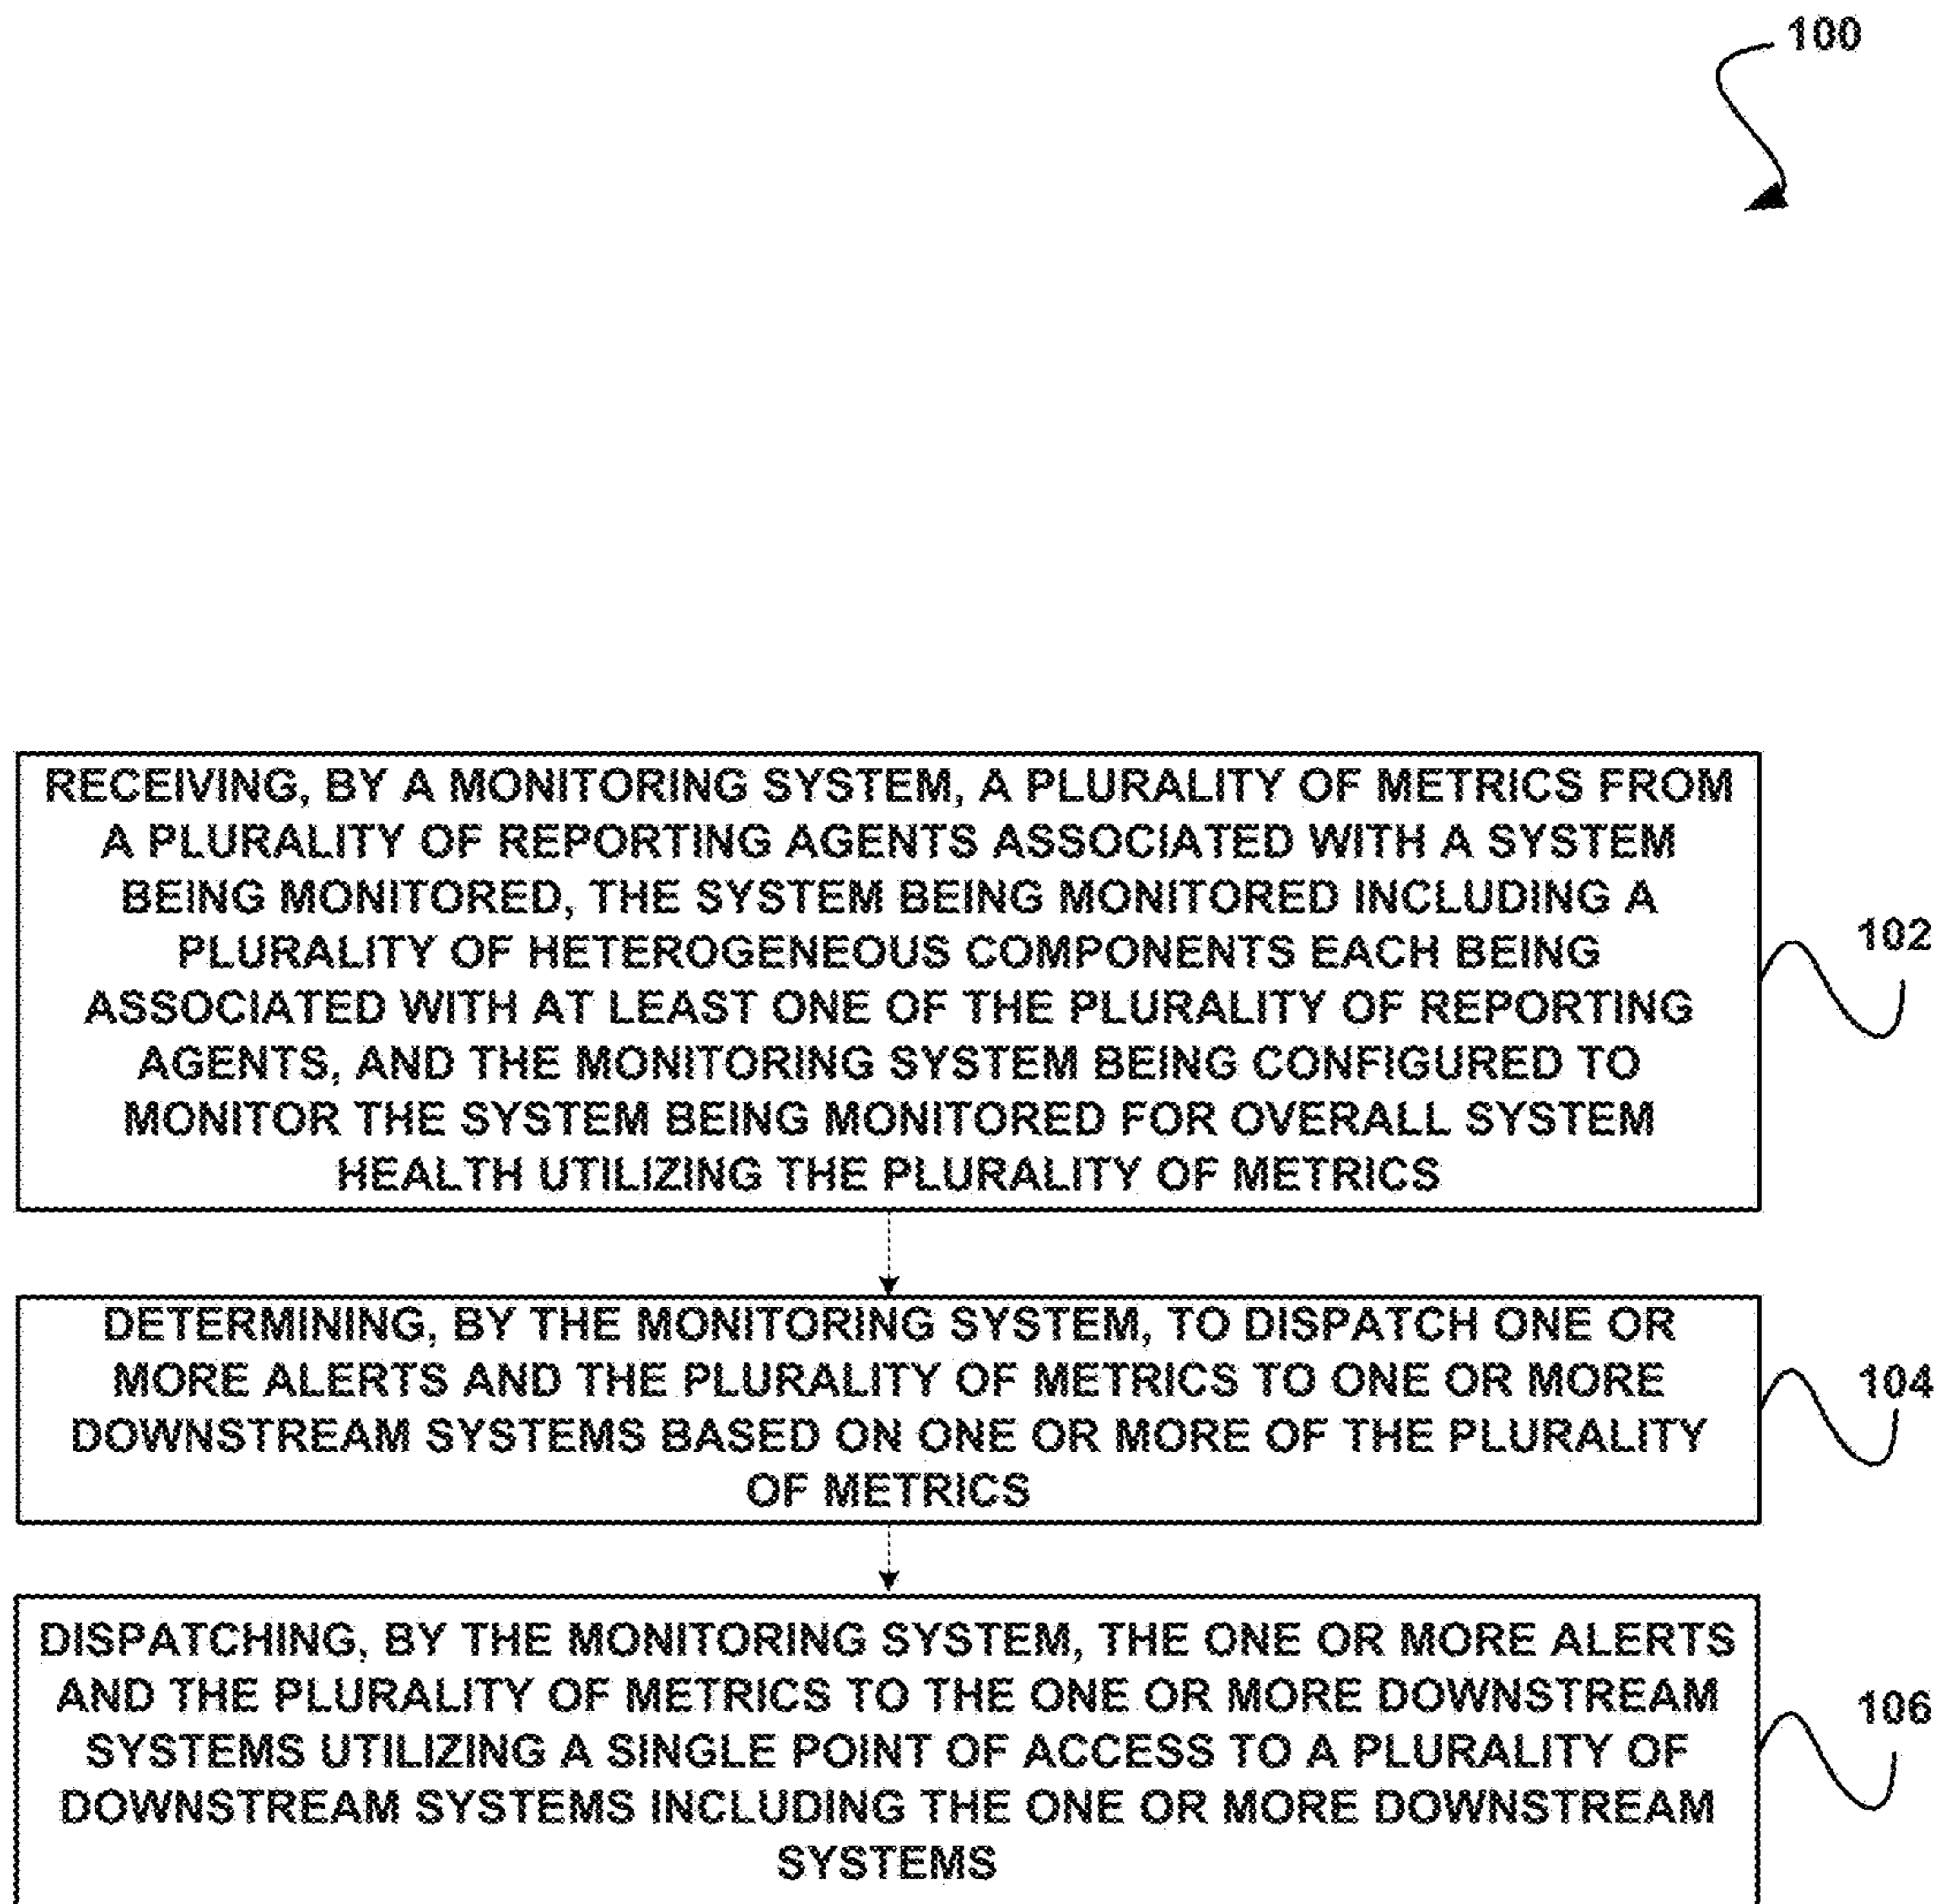 100
RECEIVING, BY A MONITORING SYSTEM, A PLURALITY OF METRICS FROM
A PLURALITY OF REPORTING AGENTS ASSOCIATED WITH A SYSTEM
BEING MONITORED, THE SYSTEM BEING MONITORED INCLUDING A
PLURALITY OF HETEROGENEOUS COMPONENTS EACH BEING
ASSOCIATED WITH AT LEAST ONE OF THE PLURALITY OF REPORTING
AGENTS, AND THE MONITORING SYSTEM BEING CONFIGURED TO
MONITOR THE SYSTEM BEING MONITORED FOR OVERALL SYSTEM
HEALTH UTILIZING THE PLURALITY OF METRICS
102
DETERMINING, BY THE MONITORING SYSTEM, TO DISPATCH ONE OR
MORE ALERTS AND THE PLURALITY OF METRICS TO ONE OR MORE
DOWNSTREAM SYSTEMS BASED ON ONE OR MORE OF THE PLURALITY
OF METRICS
104
DISPATCHING, BY THE MONITORING SYSTEM, THE ONE OR MORE ALERTS
AND THE PLURALITY OF METRICS TO THE ONE OR MORE DOWNSTREAM
SYSTEMS UTILIZING A SINGLE POINT OF ACCESS TO A PLURALITY OF
DOWNSTREAM SYSTEMS INCLUDING THE ONE OR MORE DOWNSTREAM
SYSTEMS
106